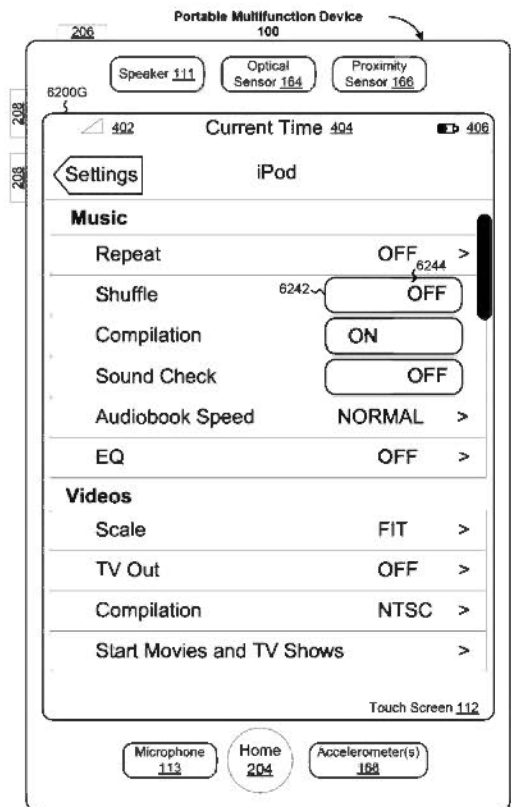 Portable Multifunction Device
100
206
Speaker 111
Optical
Sensor 164
Proximity
Sensor 166
6200G
208
208
402
Current Time 404
406
Settings
iPod
Music
Repeat OFF >
6244
Shuffle 6242 OFF
Compilation ON
Sound Check OFF
Audiobook Speed NORMAL >
EQ OFF >
Videos
Scale FIT >
TV Out OFF >
Compilation NTSC >
Start Movies and TV Shows >
Touch Screen 112
Microphone
113
Home
204
Accelerometer(s)
168